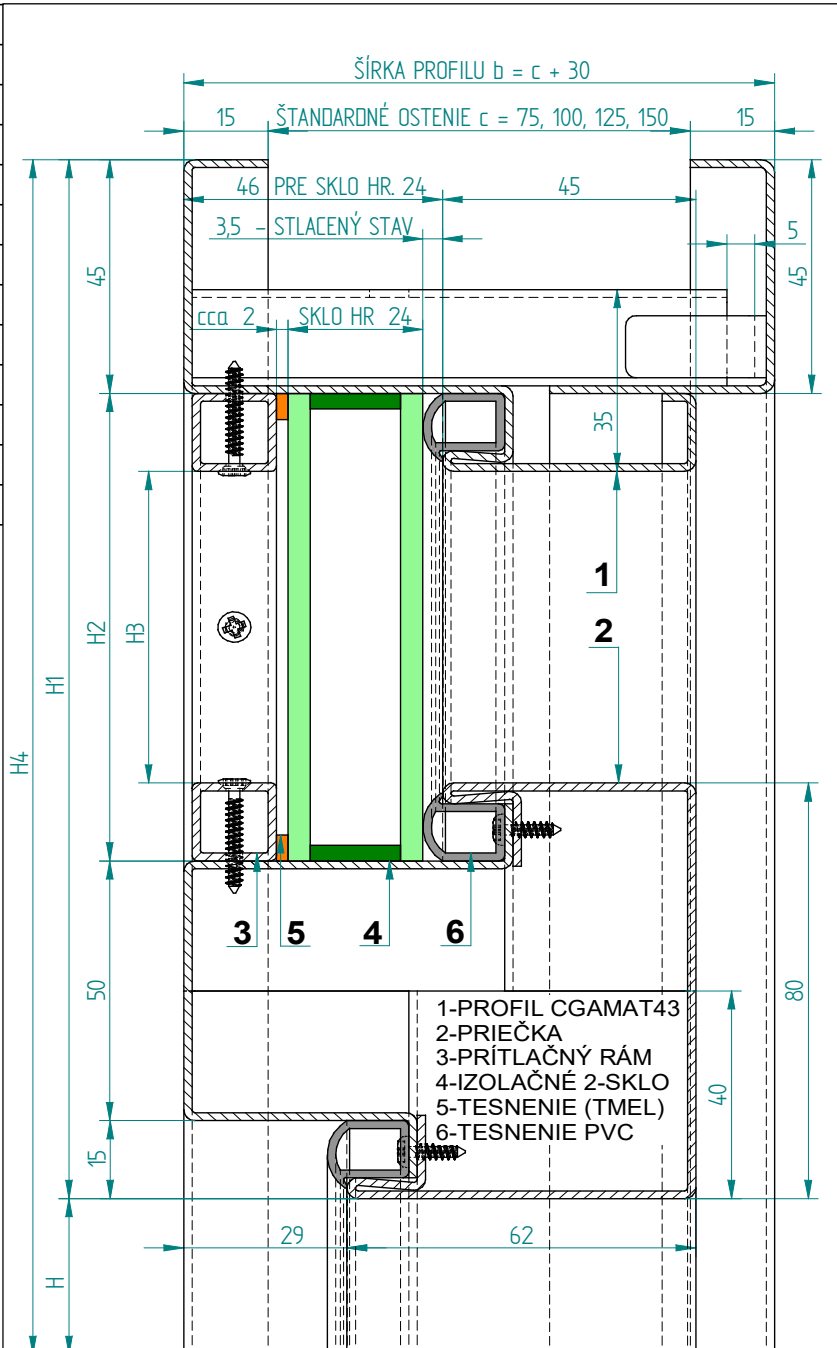 ŠÍRKA PROFILU b = c + 30
15 ŠTANDARDNÉ OSTENIE c = 75, 100, 125, 150 15
46 PRE SKLO HR. 24 45
3,5 - STLACENÝ STAV 5
45 45
cca 2 SKLO HR 24
35
1
2
H3
H2
H1
H4
3 5 4 6
50
80
1-PROFIL CGAMAT43
2-PRIEČKA
3-PRÍTLAČNÝ RÁM
4-IZOLAČNÉ 2-SKLO
5-TESNENIE (TMEL)
6-TESNENIE PVC
40
15
29 62
H